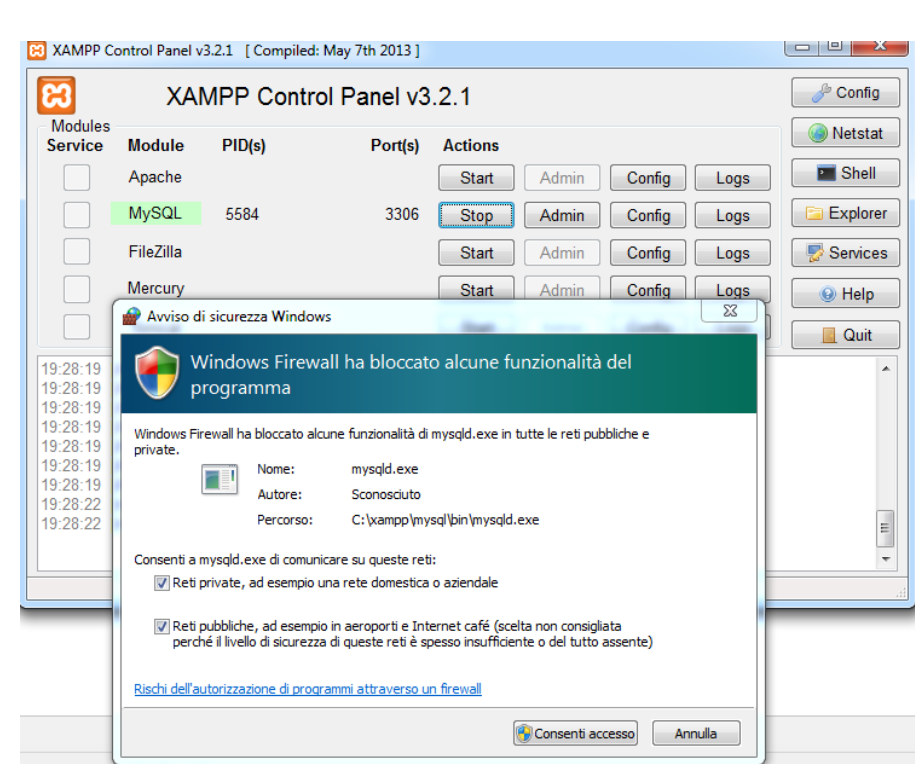 XAMPP Control Panel v3.2.1 [ Compiled: May 7th 2013 ]
XAMPP Control Panel v3.2.1
Config
Modules
Netstat
Service Module PID(s) Port(s) Actions
Apache Start Admin Config Logs Shell
MySQL 5584 3306 Stop Admin Config Logs Explorer
FileZilla Start Admin Config Logs Services
Mercury Start Admin Config Logs Help
Quit
Avviso di sicurezza Windows
Windows Firewall ha bloccato alcune funzionalità del
programma
19:28:19
19:28:19
19:28:19
19:28:19
19:28:19
19:28:19
19:28:19
19:28:22
19:28:22
Windows Firewall ha bloccato alcune funzionalità di mysqld.exe in tutte le reti pubbliche e
private.
Nome: mysqld.exe
Autore: Sconosciuto
Percorso: C:\xampp\mysql\bin\mysqld.exe
Consenti a mysqld.exe di comunicare su queste reti:
Reti private, ad esempio una rete domestica o aziendale
Reti pubbliche, ad esempio in aeroporti e Internet café (scelta non consigliata
perché il livello di sicurezza di queste reti è spesso insufficiente o del tutto assente)
Rischi dell'autorizzazione di programmi attraverso un firewall
Consenti accesso Annulla